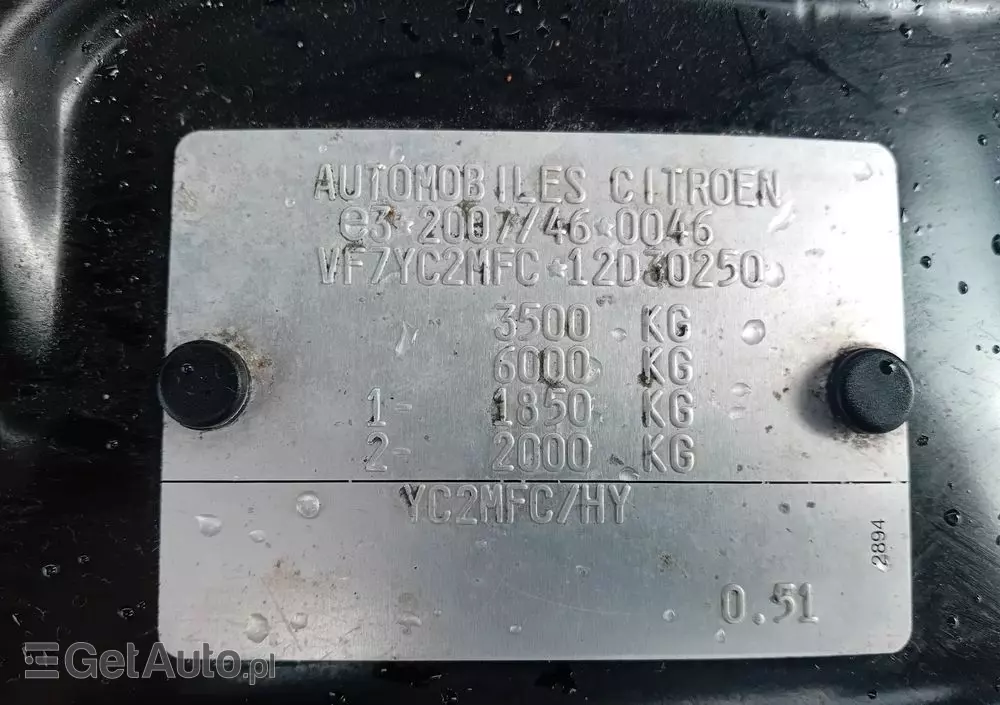 AUTOMOBILES CITROEN
e3*2007/46*0046
VF7YC2MFC*12D30250
3500 KG
6000 KG
1- 1850 KG
2- 2000 KG
YC2MFC/HY
2894
0.51
GetAuto.pl